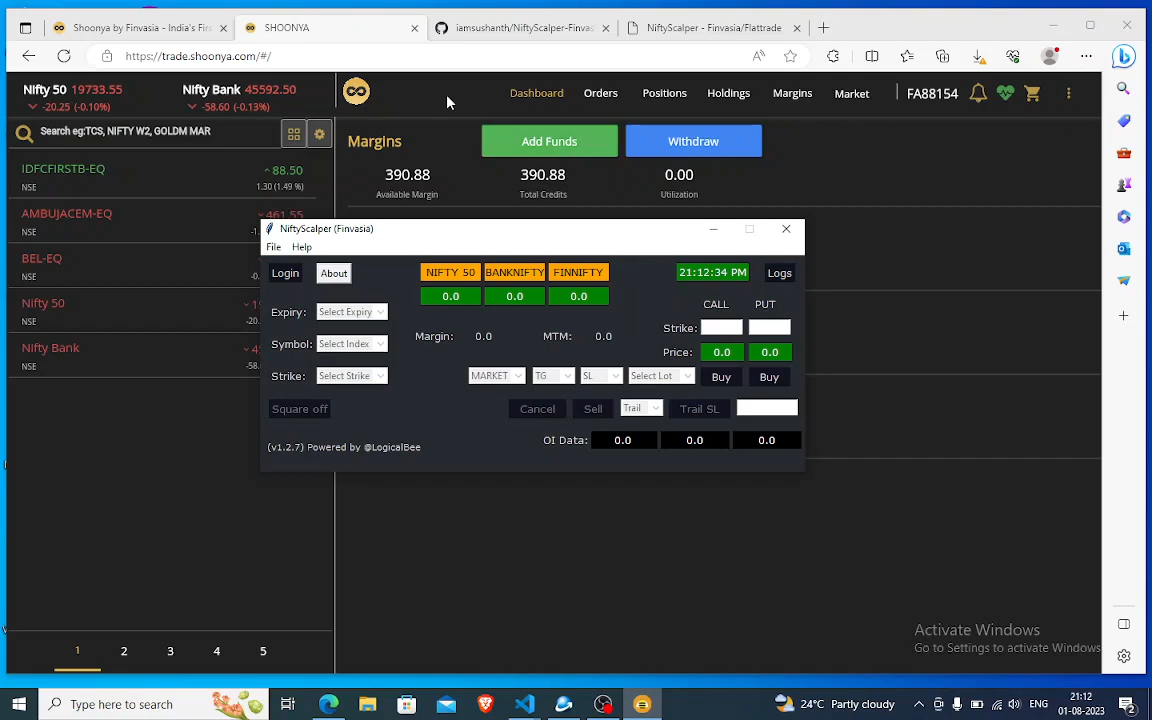 Shoonya by Finvasia - India's Fir
SHOONYA
iamsushanth/NiftyScalper-Finvas
NiftyScalper - Finvasia/Flattrade
https://trade.shoonya.com/#/
Nifty 50 19733.55
-20.25 (-0.10%)
Nifty Bank 45592.50
-58.60 (-0.13%)
Dashboard
Orders
Positions
Holdings
Margins
Market
FA88154
Search eg:TCS, NIFTY W2, GOLDM MAR
Margins
Add Funds
Withdraw
390.88
Available Margin
390.88
Total Credits
0.00
Utilization
IDFCFIRSTB-EQ
88.50
NSE
1.30 (1.49 %)
AMBUJACEM-EQ
461.55
NSE
-1.
BEL-EQ
NSE
-0.
Nifty 50
NSE
-20.
Nifty Bank
NSE
-58.
NiftyScalper (Finvasia)
File Help
Login
About
NIFTY 50
BANKNIFTY
FINNIFTY
21:12:34 PM
Logs
0.0
0.0
0.0
CALL
PUT
Expiry:
Select Expiry
Strike:
Margin: 0.0
MTM: 0.0
Symbol:
Select Index
Price:
0.0
0.0
Strike:
Select Strike
MARKET
TG
SL
Select Lot
Buy
Buy
Square off
Cancel
Sell
Trail
Trail SL
OI Data:
0.0
0.0
0.0
(v1.2.7) Powered by @LogicalBee
1
2
3
4
5
Activate Windows
Go to Settings to activate Windows
Type here to search
24°C Partly cloudy
ENG
21:12
01-08-2023
2